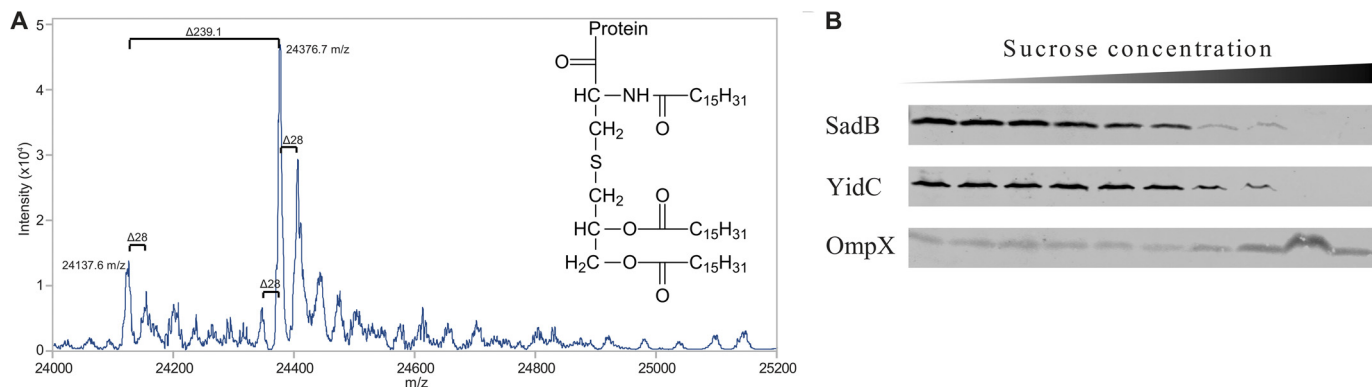 A
Δ239.1
24376.7 m/z
Δ28
Δ28
24137.6 m/z
Δ28
Intensity (x10⁴)
5
4
3
2
1
0
24000 24200 24400 24600 24800 25000 25200
m/z
Protein
O
HC NH C₁₅H₃₁
CH₂ O
S
CH₂ O
HC O C₁₅H₃₁
H₂C O C₁₅H₃₁
O
B
Sucrose concentration
SadB
YidC
OmpX